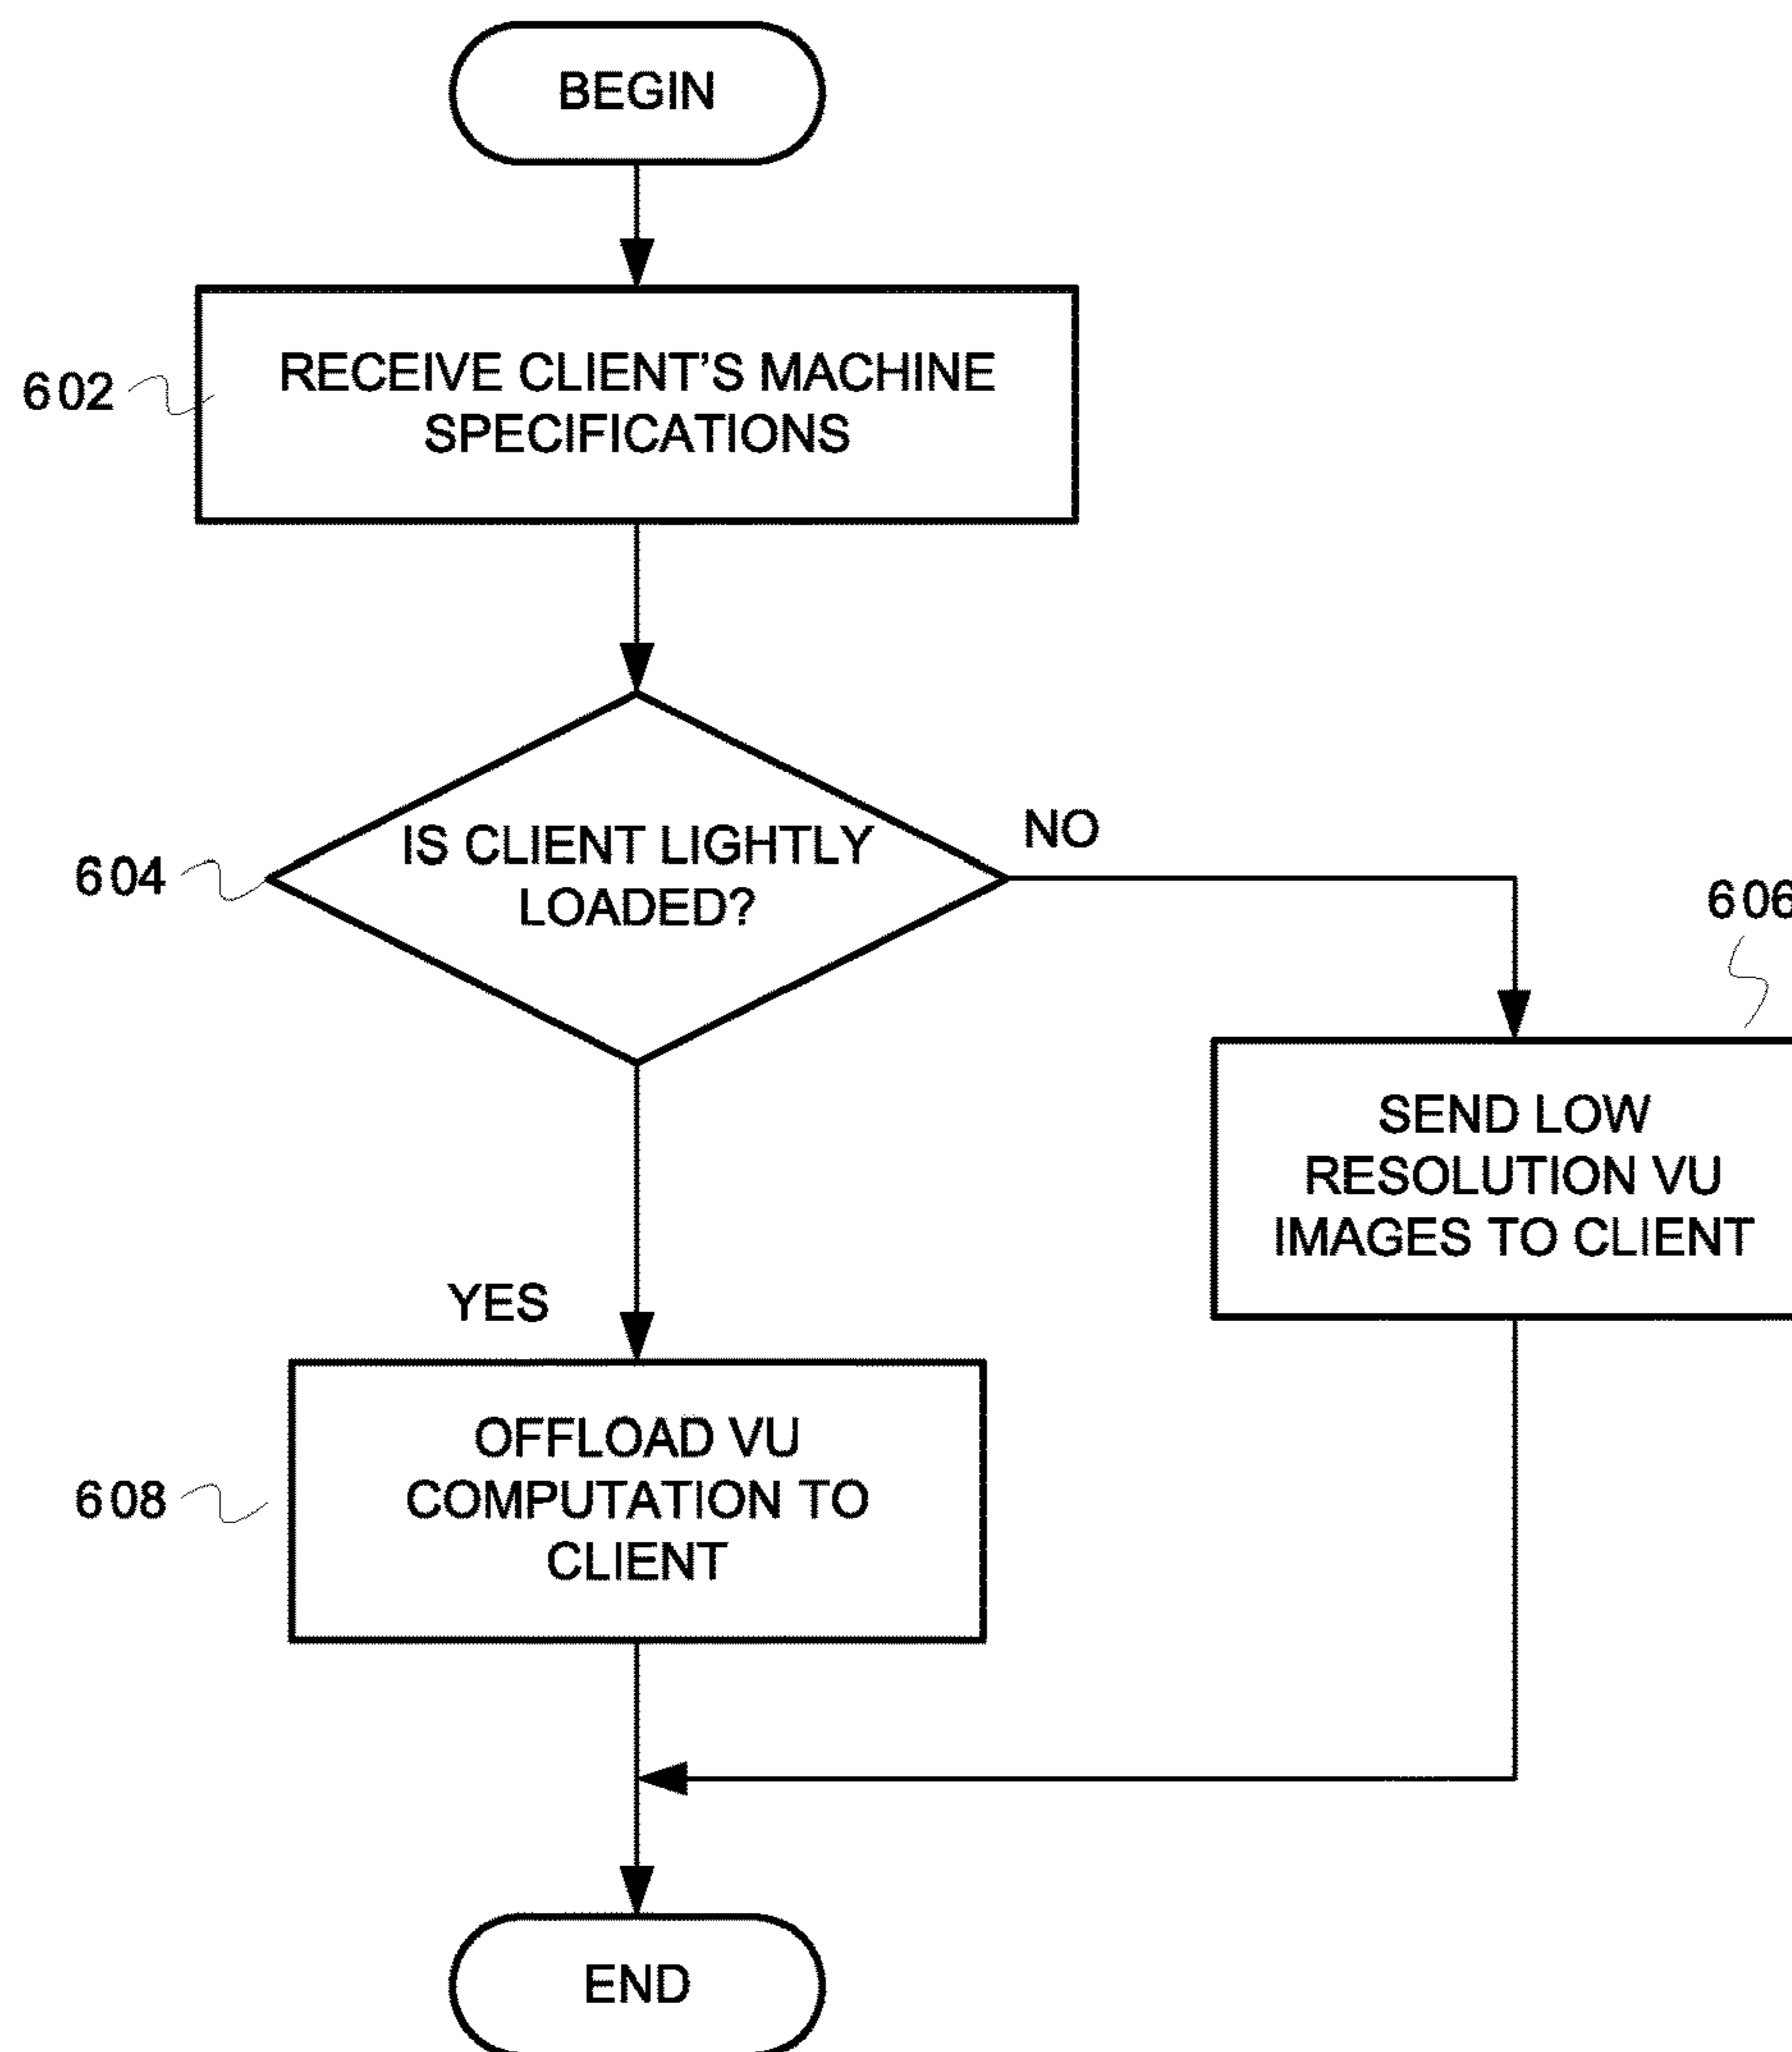 BEGIN
602
RECEIVE CLIENT'S MACHINE
SPECIFICATIONS
604
IS CLIENT LIGHTLY
LOADED?
NO
606
SEND LOW
RESOLUTION VU
IMAGES TO CLIENT
YES
608
OFFLOAD VU
COMPUTATION TO
CLIENT
END